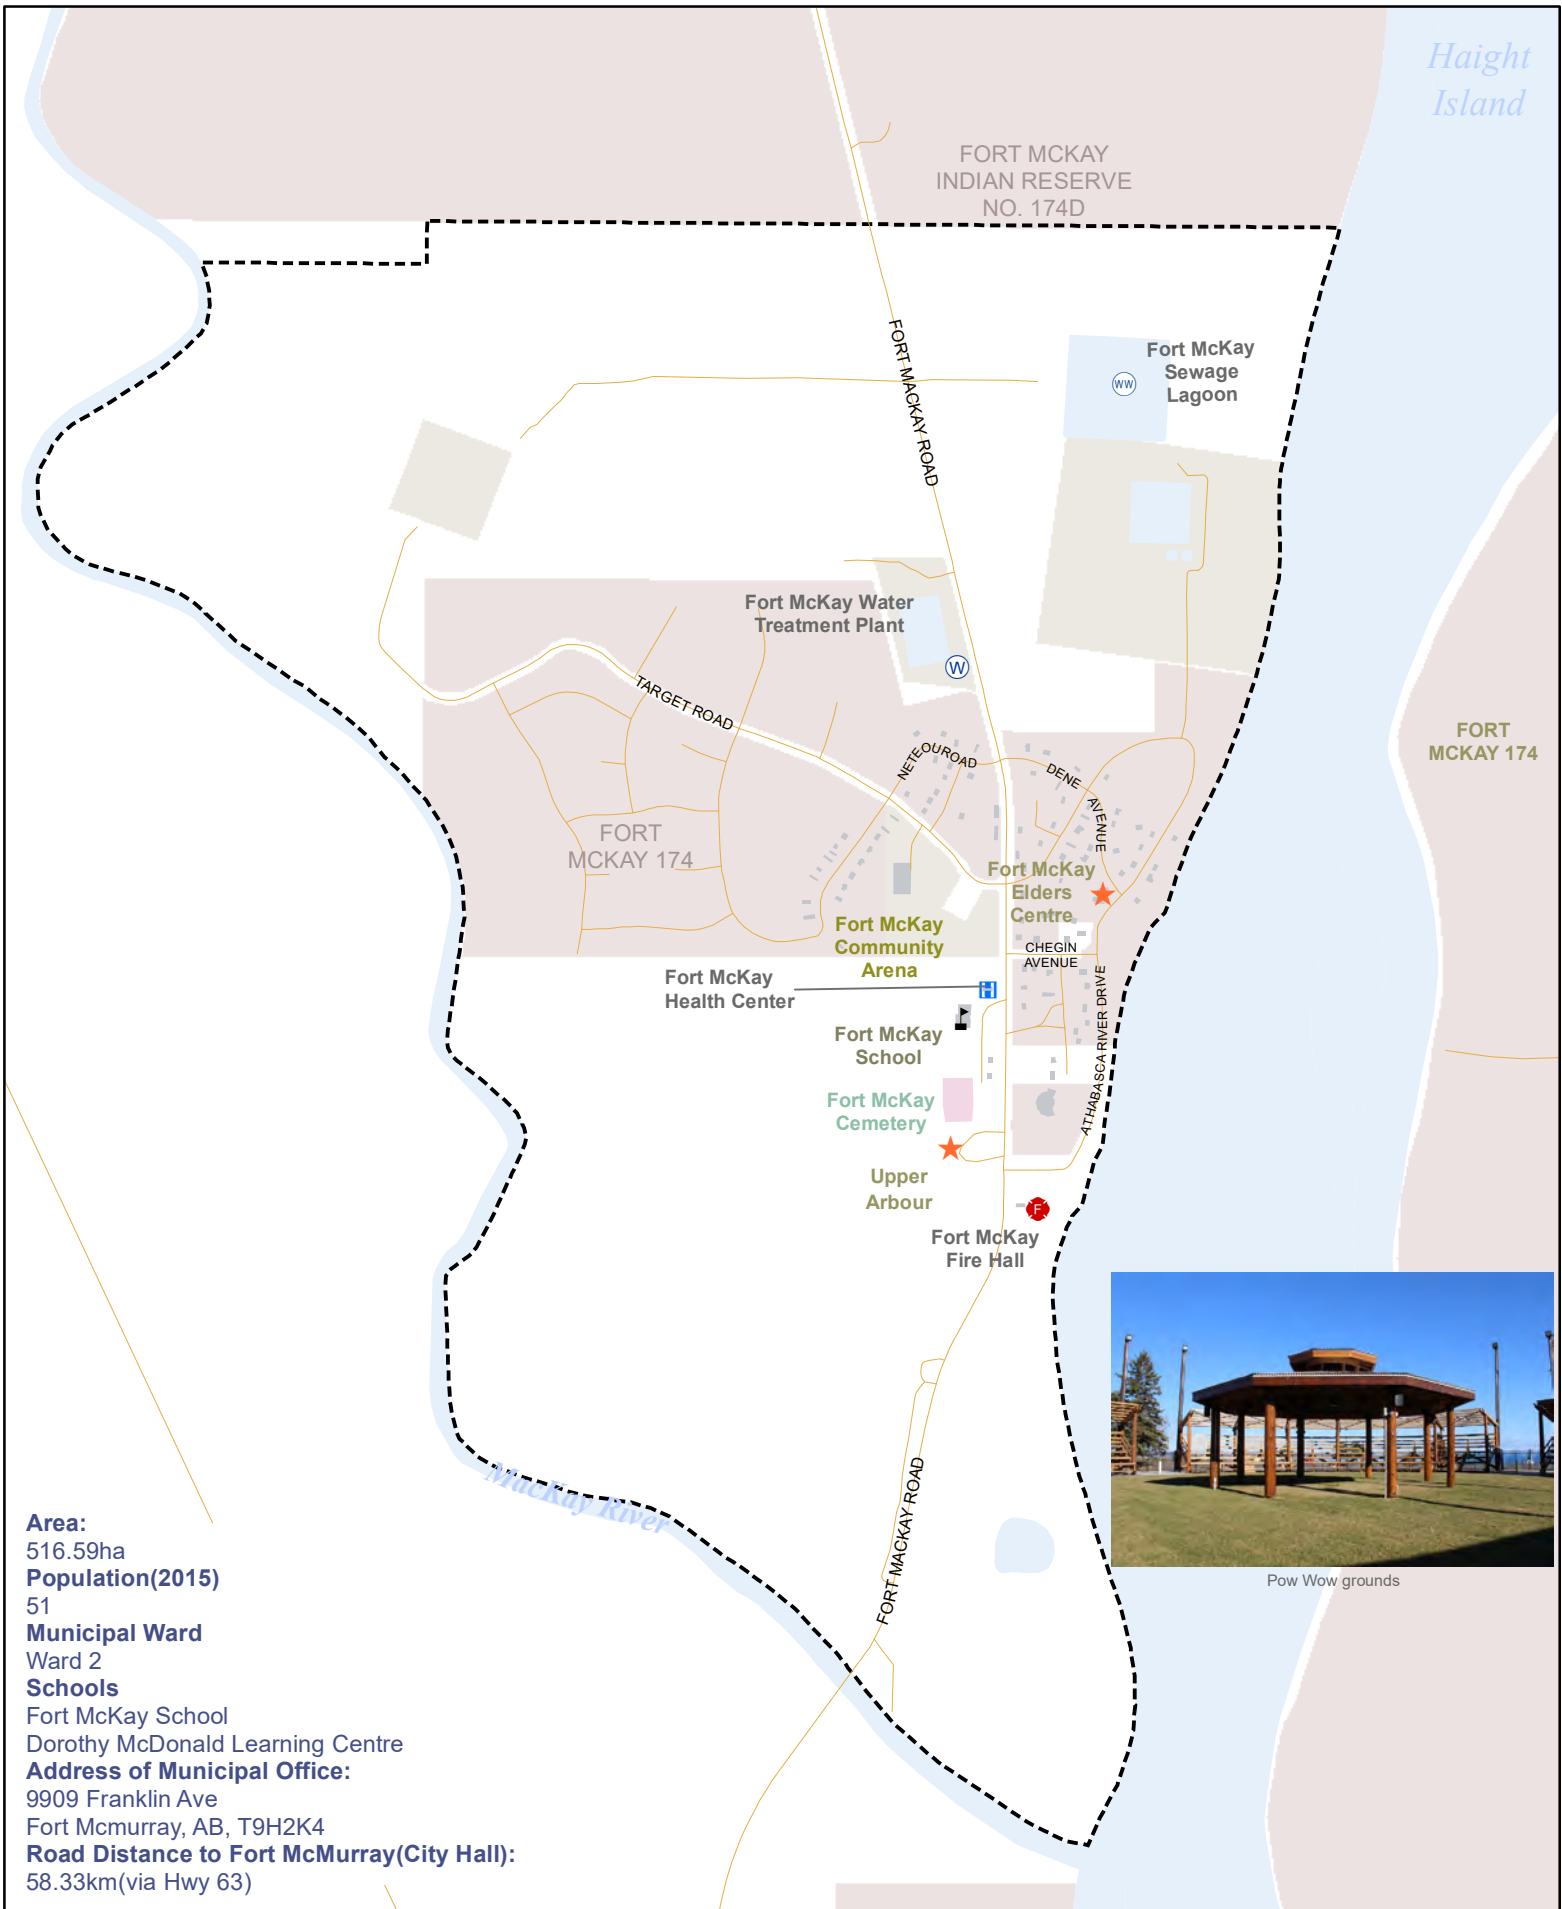 Haight
Island
FORT MCKAY
INDIAN RESERVE
NO. 174D
FORT MACKAY ROAD
Fort McKay
Sewage
Lagoon
WW
Fort McKay Water
Treatment Plant
W
TARGET ROAD
NETEOUROAD
DENE
AVENUE
FORT
MCKAY 174
FORT
MCKAY 174
Fort McKay
Elders
Centre
Fort McKay
Community
Arena
CHEGIN
AVENUE
Fort McKay
Health Center
H
ATHABASCA RIVER DRIVE
Fort McKay
School
Fort McKay
Cemetery
Upper
Arbour
F
Fort McKay
Fire Hall
FORT MACKAY ROAD
MacKay River
Pow Wow grounds
Area:
516.59ha
Population(2015)
51
Municipal Ward
Ward 2
Schools
Fort McKay School
Dorothy McDonald Learning Centre
Address of Municipal Office:
9909 Franklin Ave
Fort Mcmurray, AB, T9H2K4
Road Distance to Fort McMurray(City Hall):
58.33km(via Hwy 63)